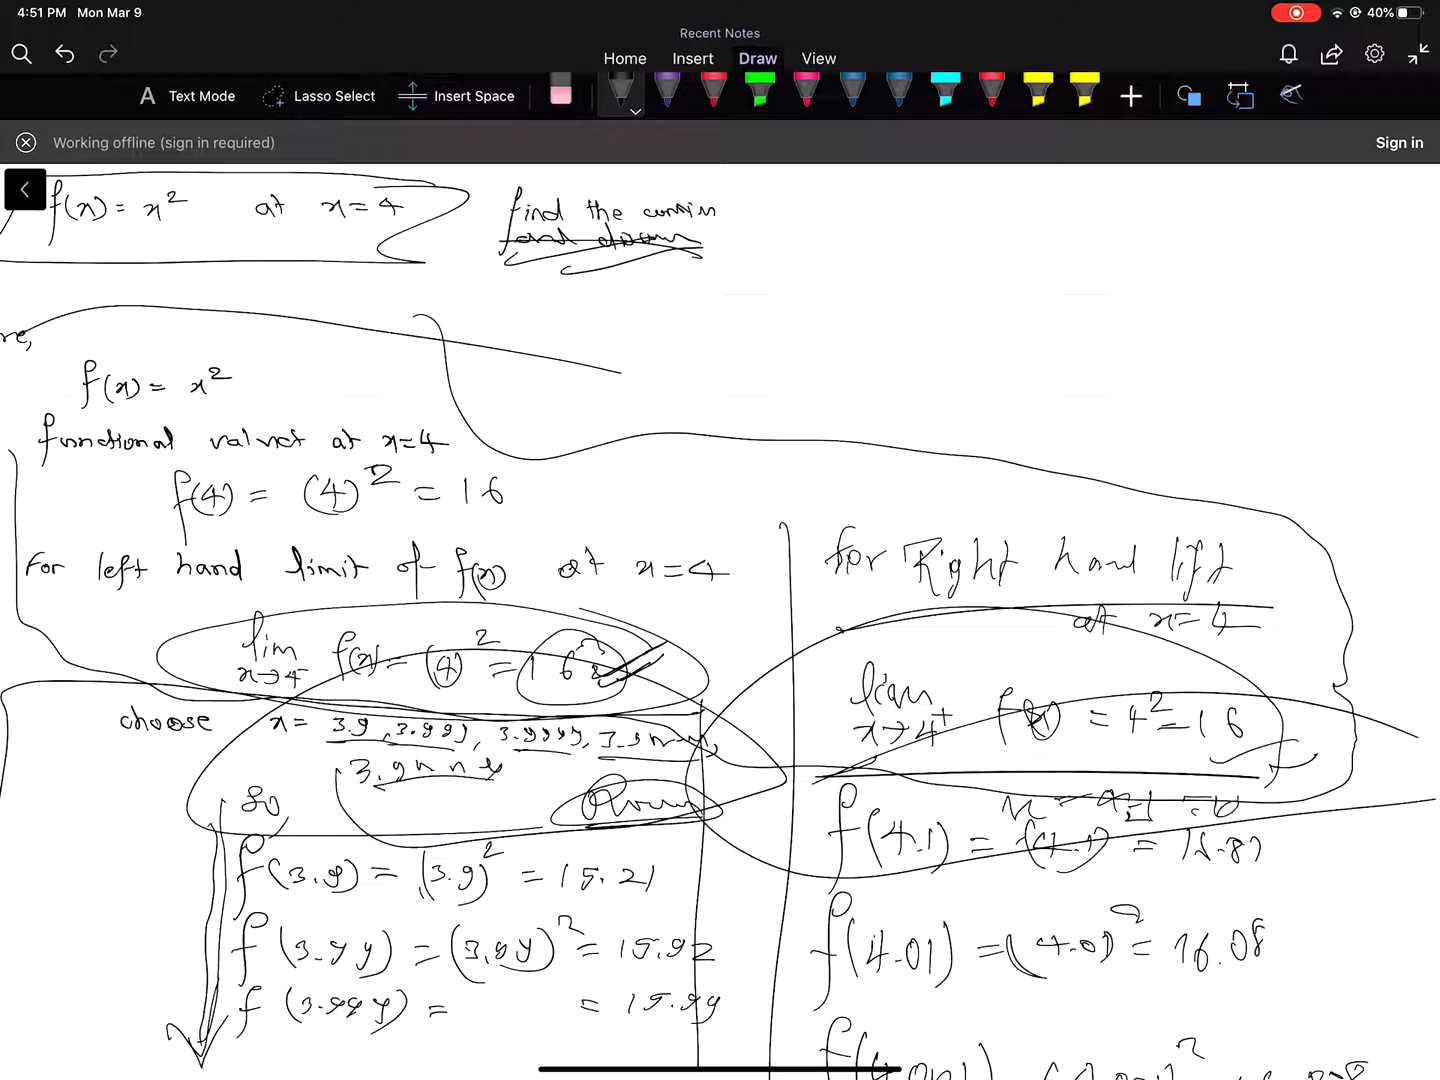 4:51 PM Mon Mar 9
40%
Recent Notes
Home Insert Draw View
Text Mode Lasso Select Insert Space
Working offline (sign in required)
Sign in
f(x) = x² at x=4
find the
and
f(x) = x²
functional at x=4
f(4) = (4)² = 16
For left hand limit of f(x) at x=4
lim x→4⁻ f(x) = (4)² = 16
choose x = 3.9, 3.999, 3.9999,
So
f(3.9) = (3.9)² = 15.21
f(3.99) = (3.99)² = 15.92
f(3.999) = = 15.99
for Right hand
at x=4
lim x→4⁺ f(x) = 4² = 16
f(4.1) = (4.1) =
f(4.01) = (4.01)² = 16.08